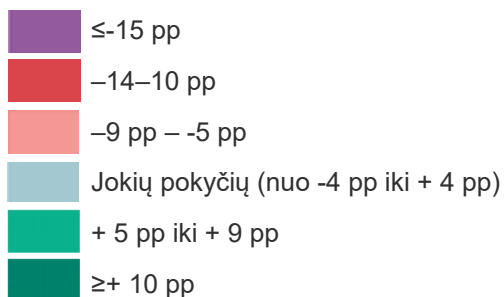 ≤-15 pp
–14–10 pp
–9 pp – -5 pp
Jokių pokyčių (nuo -4 pp iki + 4 pp)
+ 5 pp iki + 9 pp
≥+ 10 pp